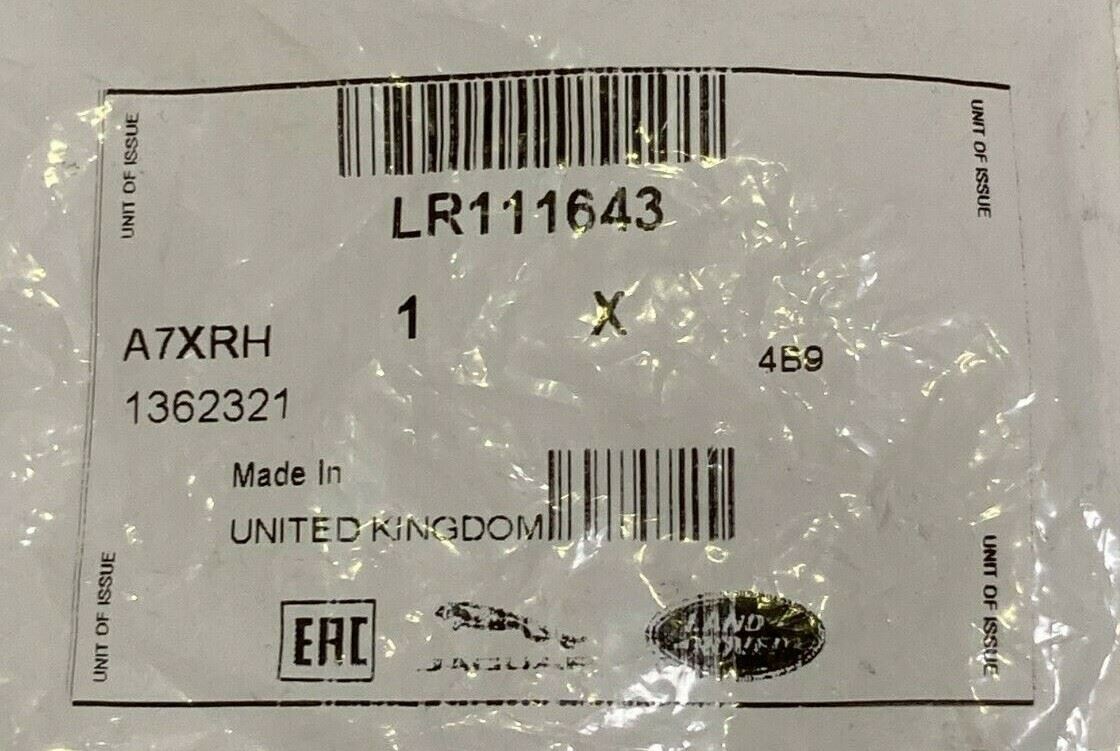 UNIT OF ISSUE
UNIT OF ISSUE
LR111643
1 X
A7XRH
4B9
1362321
Made In
UNITED KINGDOM
UNIT OF ISSUE
UNIT OF ISSUE
EAC
JAGUAR
LAND
ROVER